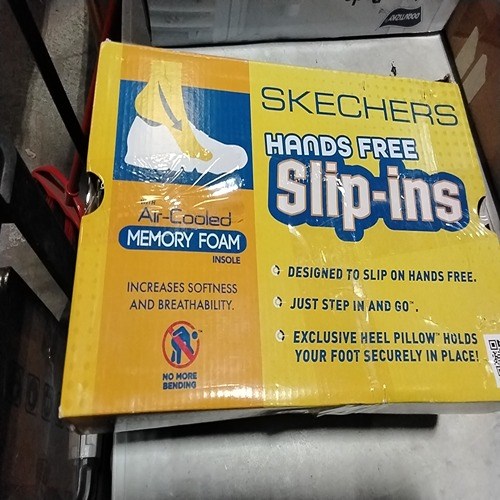 SKECHERS
HANDS FREE
Slip-ins
DESIGNED TO SLIP ON HANDS FREE.
JUST STEP IN AND GO™.
EXCLUSIVE HEEL PILLOW™ HOLDS
YOUR FOOT SECURELY IN PLACE!
WITH
Air-Cooled
MEMORY FOAM
INSOLE
INCREASES SOFTNESS
AND BREATHABILITY.
NO MORE
BENDING